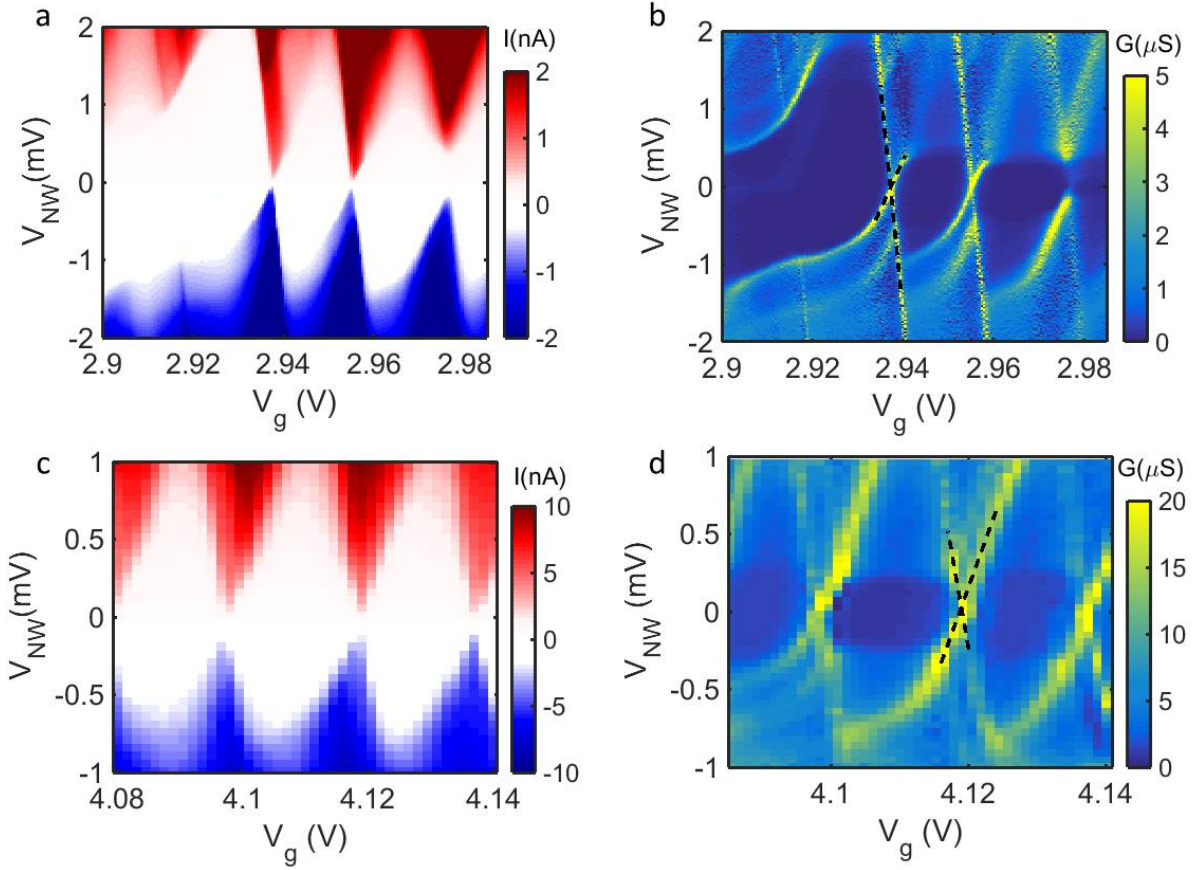 a
I(nA)
2
1
0
-1
-2
V_NW(mV)
2
1
0
-1
-2
2.9 2.92 2.94 2.96 2.98
V_g (V)
b
G(μS)
5
4
3
2
1
0
V_NW (mV)
2
1
0
-1
-2
2.9 2.92 2.94 2.96 2.98
V_g (V)
c
I(nA)
10
5
0
-5
-10
V_NW(mV)
1
0.5
0
-0.5
-1
4.08 4.1 4.12 4.14
V_g (V)
d
G(μS)
20
15
10
5
0
V_NW (mV)
1
0.5
0
-0.5
-1
4.1 4.12 4.14
V_g (V)